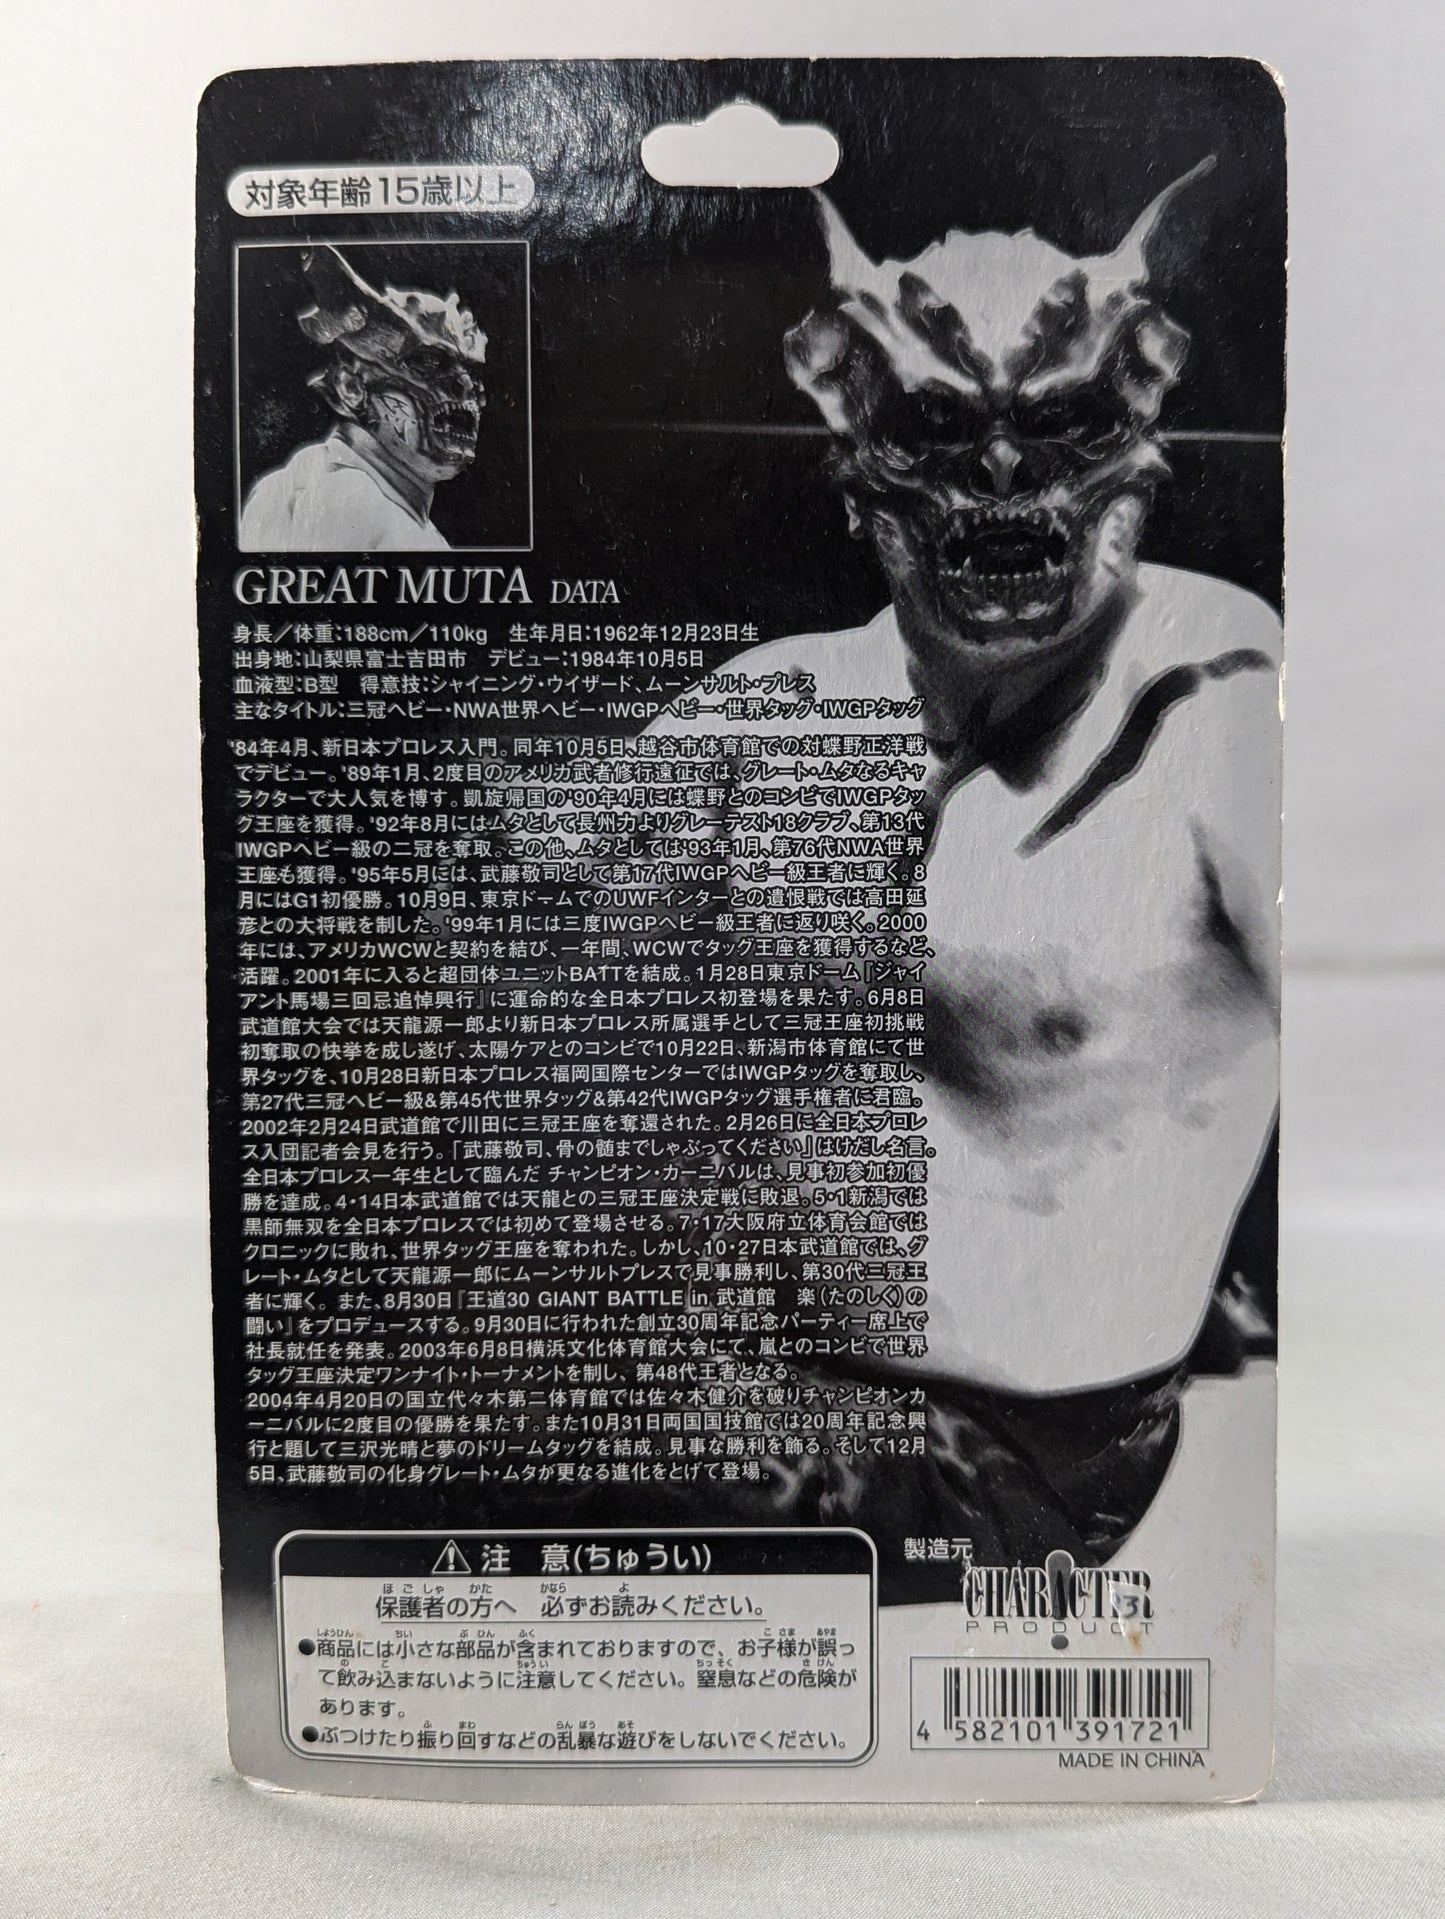 対象年齢15歳以上
GREAT MUTA DATA
身長／体重:188cm／110kg 生年月日:1962年12月23日生
出身地:山梨県富士吉田市 デビュー:1984年10月5日
血液型:B型 得意技:シャイニング・ウイザード、ムーンサルト・プレス
主なタイトル:三冠ヘビー・NWA世界ヘビー・IWGPヘビー・世界タッグ・IWGPタッグ
'84年4月、新日本プロレス入門。同年10月5日、越谷市体育館での対蝶野正洋戦
でデビュー。'89年1月、2度目のアメリカ武者修行遠征では、グレート・ムタなるキャ
ラクターで大人気を博す。凱旋帰国の'90年4月には蝶野とのコンビでIWGPタッ
グ王座を獲得。'92年8月にはムタとして長州力よりグレーテスト18クラブ、第13代
IWGPヘビー級の二冠を奪取。この他、ムタとしては'93年1月、第76代NWA世界
王座も獲得。'95年5月には、武藤敬司として第17代IWGPヘビー級王者に輝く。8
月にはG1初優勝。10月9日、東京ドームでのUWFインターとの遺恨戦では高田延
彦との大将戦を制した。'99年1月には三度IWGPヘビー級王者に返り咲く。2000
年には、アメリカWCWと契約を結び、一年間、WCWでタッグ王座を獲得するなど、
活躍。2001年に入ると超団体ユニットBATTを結成。1月28日東京ドーム『ジャイ
アント馬場三回忌追悼興行』に運命的な全日本プロレス初登場を果たす。6月8日
武道館大会では天龍源一郎より新日本プロレス所属選手として三冠王座初挑戦
初奪取の快挙を成し遂げ、太陽ケアとのコンビで10月22日、新潟市体育館にて世
界タッグを、10月28日新日本プロレス福岡国際センターではIWGPタッグを奪取し、
第27代三冠ヘビー級&第45代世界タッグ&第42代IWGPタッグ選手権者に君臨。
2002年2月24日武道館で川田に三冠王座を奪還された。2月26日に全日本プロレ
ス入団記者会見を行う。「武藤敬司、骨の髄までしゃぶってください」はけだし名言。
全日本プロレス一年生として臨んだ チャンピオン・カーニバルは、見事初参加初優
勝を達成。4・14日本武道館では天龍との三冠王座決定戦に敗退。5・1新潟では
黒師無双を全日本プロレスでは初めて登場させる。7・17大阪府立体育会館では
クロニックに敗れ、世界タッグ王座を奪われた。しかし、10・27日本武道館では、グ
レート・ムタとして天龍源一郎にムーンサルトプレスで見事勝利し、第30代三冠王
者に輝く。また、8月30日『王道30 GIANT BATTLE in 武道館 楽(たのしく)の
闘い』をプロデュースする。9月30日に行われた創立30周年記念パーティー席上で
社長就任を発表。2003年6月8日横浜文化体育館大会にて、嵐とのコンビで世界
タッグ王座決定ワンナイト・トーナメントを制し、第48代王者となる。
2004年4月20日の国立代々木第二体育館では佐々木健介を破りチャンピオンカ
ーニバルに2度目の優勝を果たす。また10月31日両国国技館では20周年記念興
行と題して三沢光晴と夢のドリームタッグを結成。見事な勝利を飾る。そして12月
5日、武藤敬司の化身グレート・ムタが更なる進化をとげて登場。
注 意(ちゅうい)
ほごしゃ かた かなら よ
保護者の方へ 必ずお読みください。
しょうひん ちい ぶひん ふく こさま あやま
●商品には小さな部品が含まれておりますので、お子様が誤っ
の こ ちゅうい ちっそく きけん
て飲み込まないように注意してください。窒息などの危険が
あります。
ふ まわ らんぼう あそ
●ぶつけたり振り回すなどの乱暴な遊びをしないでください。
製造元
CHARACTER
PRODUCT
4 582101 391721
MADE IN CHINA